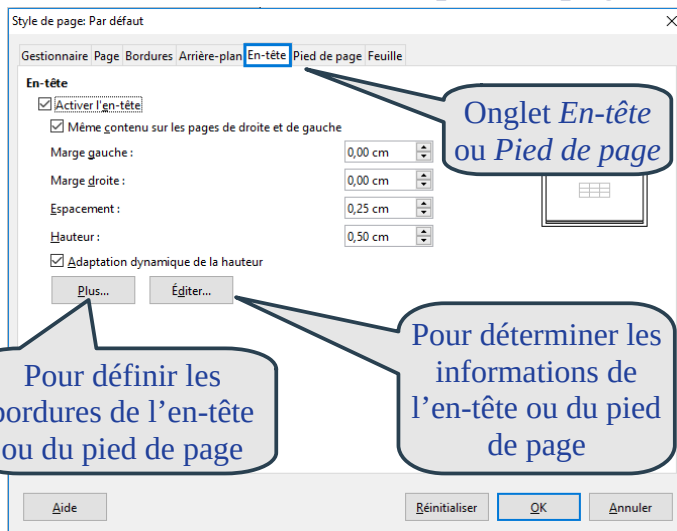 Style de page: Par défaut
Gestionnaire Page Bordures Arrière-plan En-tête Pied de page Feuille
En-tête
Activer l'en-tête
Même contenu sur les pages de droite et de gauche
Marge gauche : 0,00 cm
Marge droite : 0,00 cm
Espacement : 0,25 cm
Hauteur : 0,50 cm
Adaptation dynamique de la hauteur
Plus... Éditer...
Onglet En-tête
ou Pied de page
Pour définir les
bordures de l'en-tête
ou du pied de page
Pour déterminer les
informations de
l'en-tête ou du pied
de page
Aide Réinitialiser OK Annuler